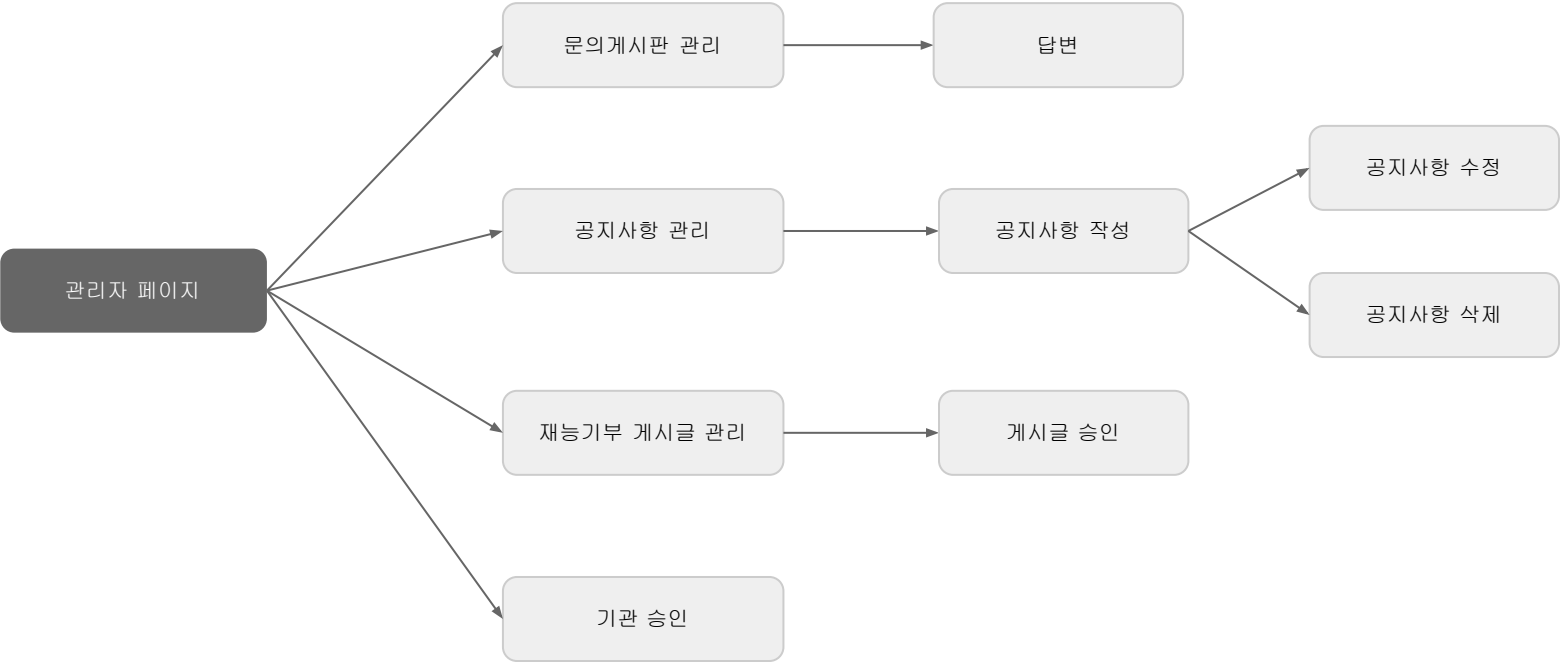 문의게시판 관리
답변
공지사항 수정
공지사항 관리
공지사항 작성
관리자 페이지
공지사항 삭제
재능기부 게시글 관리
게시글 승인
기관 승인